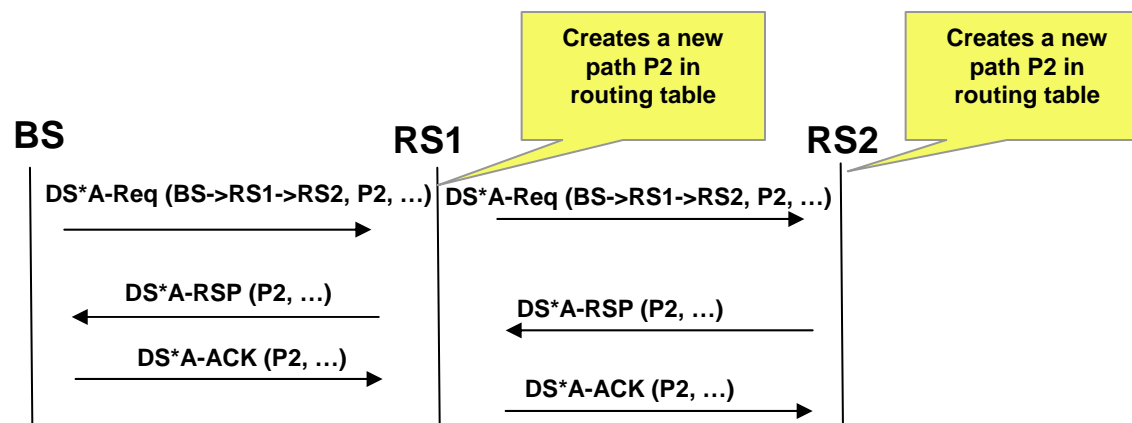 Creates a new
path P2 in
routing table
Creates a new
path P2 in
routing table
BS
RS1
RS2
DS*A-Req (BS->RS1->RS2, P2, …)
DS*A-Req (BS->RS1->RS2, P2, …)
DS*A-RSP (P2, …)
DS*A-RSP (P2, …)
DS*A-ACK (P2, …)
DS*A-ACK (P2, …)